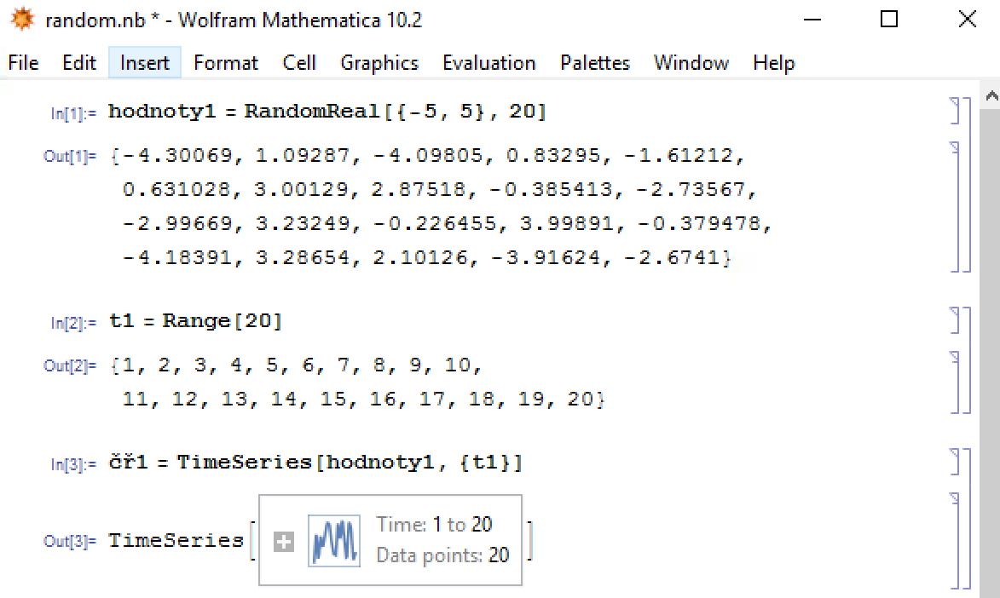 random.nb * - Wolfram Mathematica 10.2
File Edit Insert Format Cell Graphics Evaluation Palettes Window Help
In[1]:= hodnoty1 = RandomReal[{-5, 5}, 20]
Out[1]= {-4.30069, 1.09287, -4.09805, 0.83295, -1.61212,
0.631028, 3.00129, 2.87518, -0.385413, -2.73567,
-2.99669, 3.23249, -0.226455, 3.99891, -0.379478,
-4.18391, 3.28654, 2.10126, -3.91624, -2.6741}
In[2]:= t1 = Range[20]
Out[2]= {1, 2, 3, 4, 5, 6, 7, 8, 9, 10,
11, 12, 13, 14, 15, 16, 17, 18, 19, 20}
In[3]:= čř1 = TimeSeries[hodnoty1, {t1}]
Out[3]= TimeSeries[ Time: 1 to 20
Data points: 20 ]